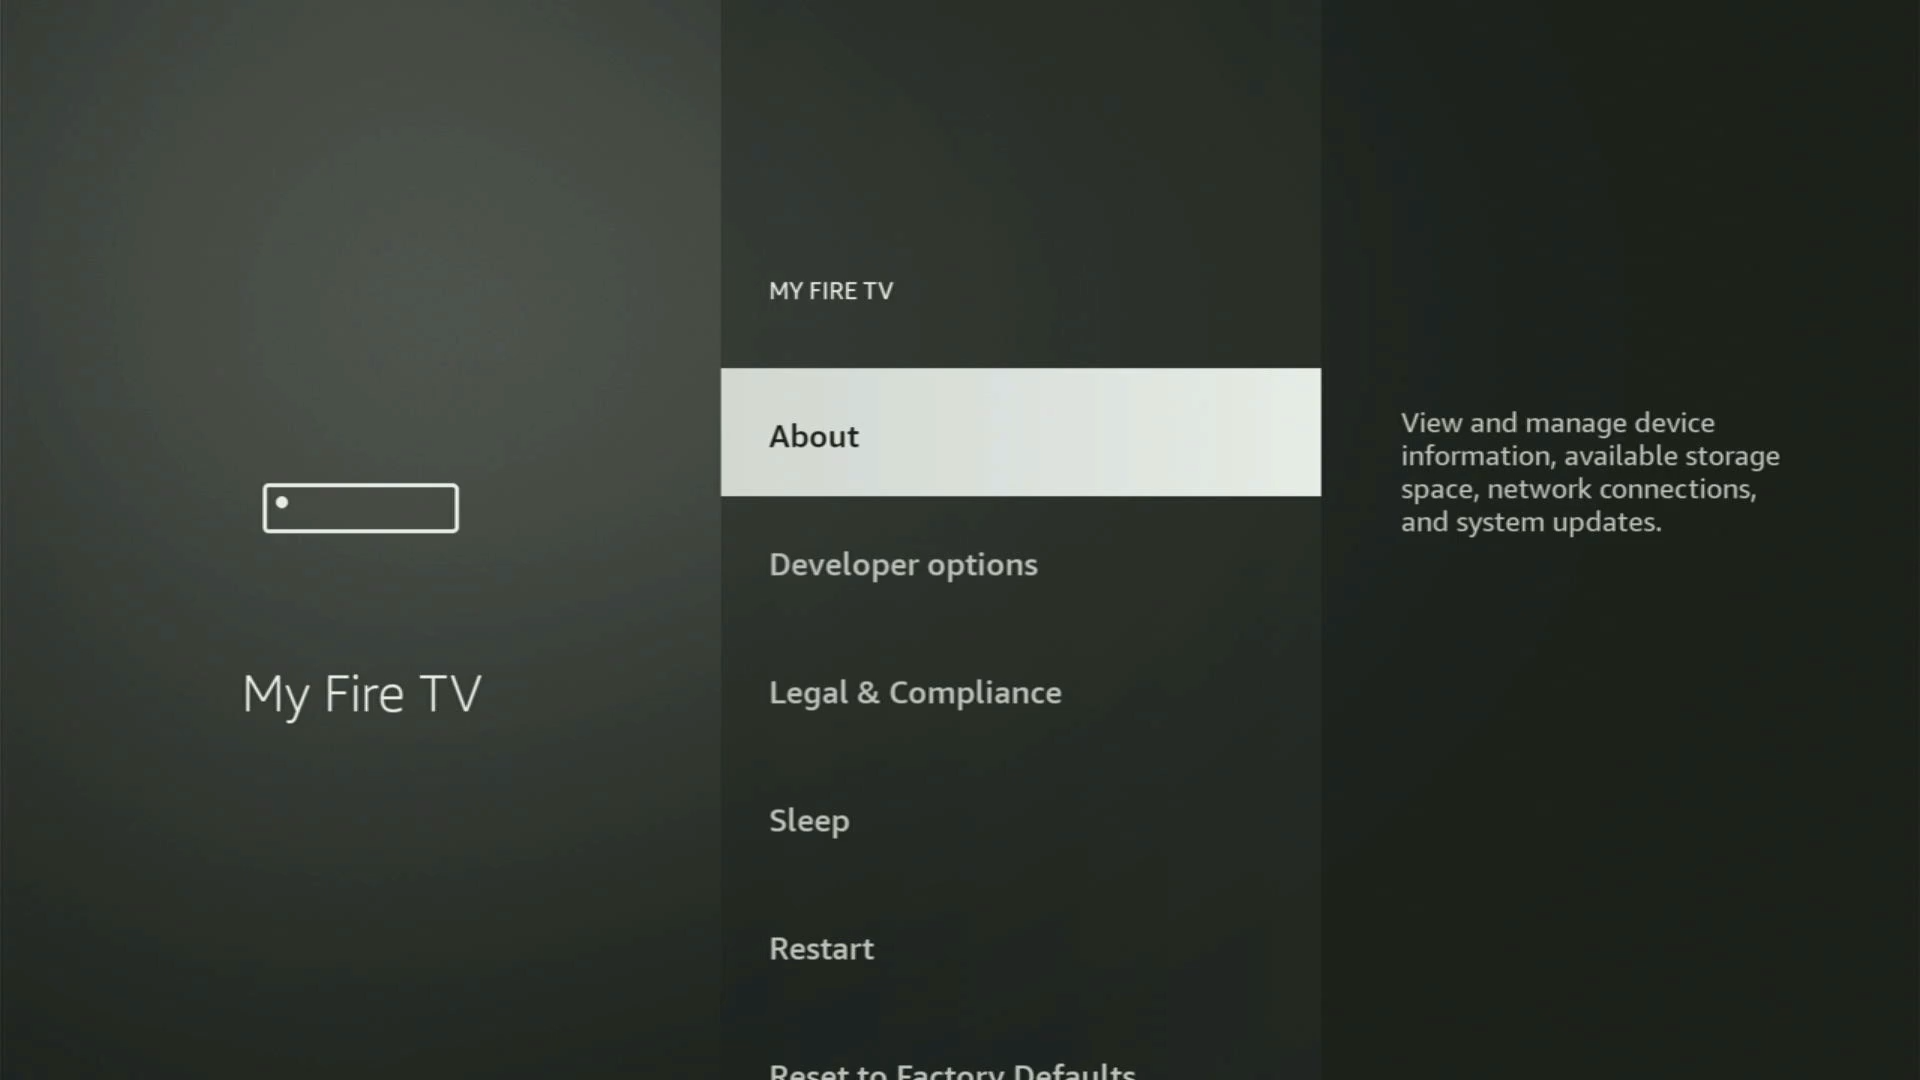 My Fire TV
MY FIRE TV
About
Developer options
Legal & Compliance
Sleep
Restart
Reset to Factory Defaults
View and manage device
information, available storage
space, network connections,
and system updates.